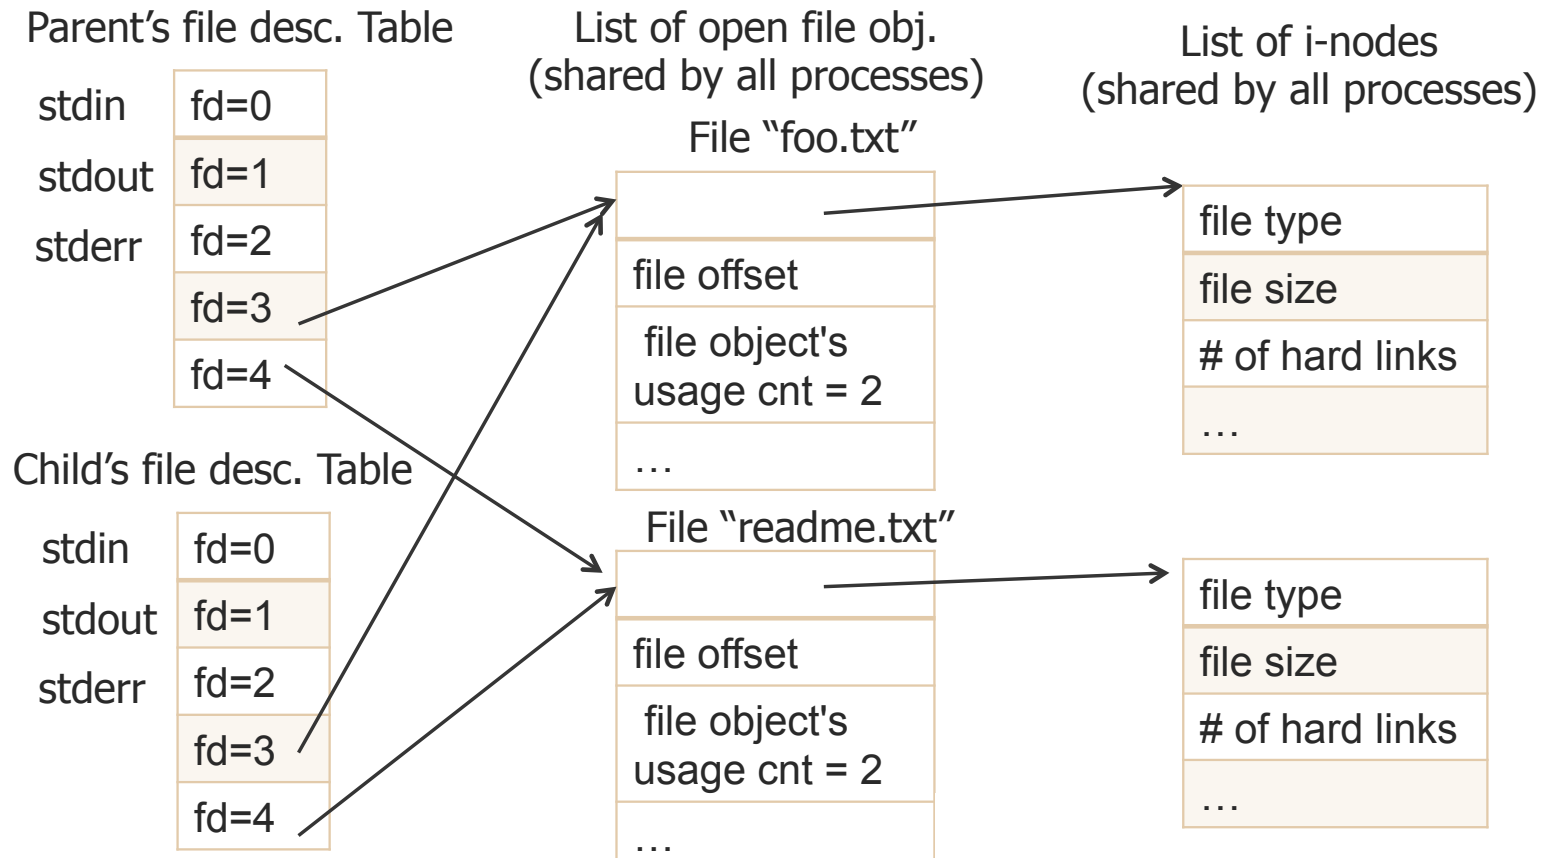 Parent’s file desc. Table
stdin
fd=0
stdout
fd=1
stderr
fd=2
fd=3
fd=4
Child’s file desc. Table
stdin
fd=0
stdout
fd=1
stderr
fd=2
fd=3
fd=4
List of open file obj.
(shared by all processes)
File “foo.txt”
file offset
file object's
usage cnt = 2
…
File “readme.txt”
file offset
file object's
usage cnt = 2
…
List of i-nodes
(shared by all processes)
file type
file size
# of hard links
…
file type
file size
# of hard links
…